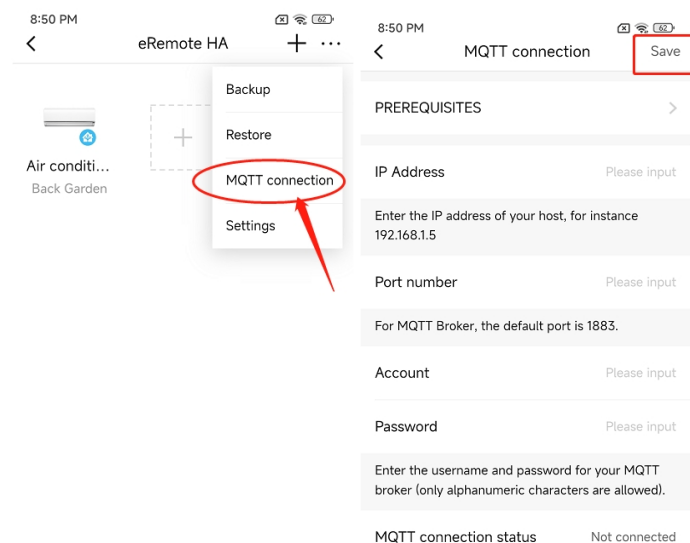 8:50 PM
62
eRemote HA
Backup
Restore
MQTT connection
Settings
Air conditi...
Back Garden
8:50 PM
62
MQTT connection
Save
PREREQUISITES
IP Address
Please input
Enter the IP address of your host, for instance
192.168.1.5
Port number
Please input
For MQTT Broker, the default port is 1883.
Account
Please input
Password
Please input
Enter the username and password for your MQTT
broker (only alphanumeric characters are allowed).
MQTT connection status
Not connected